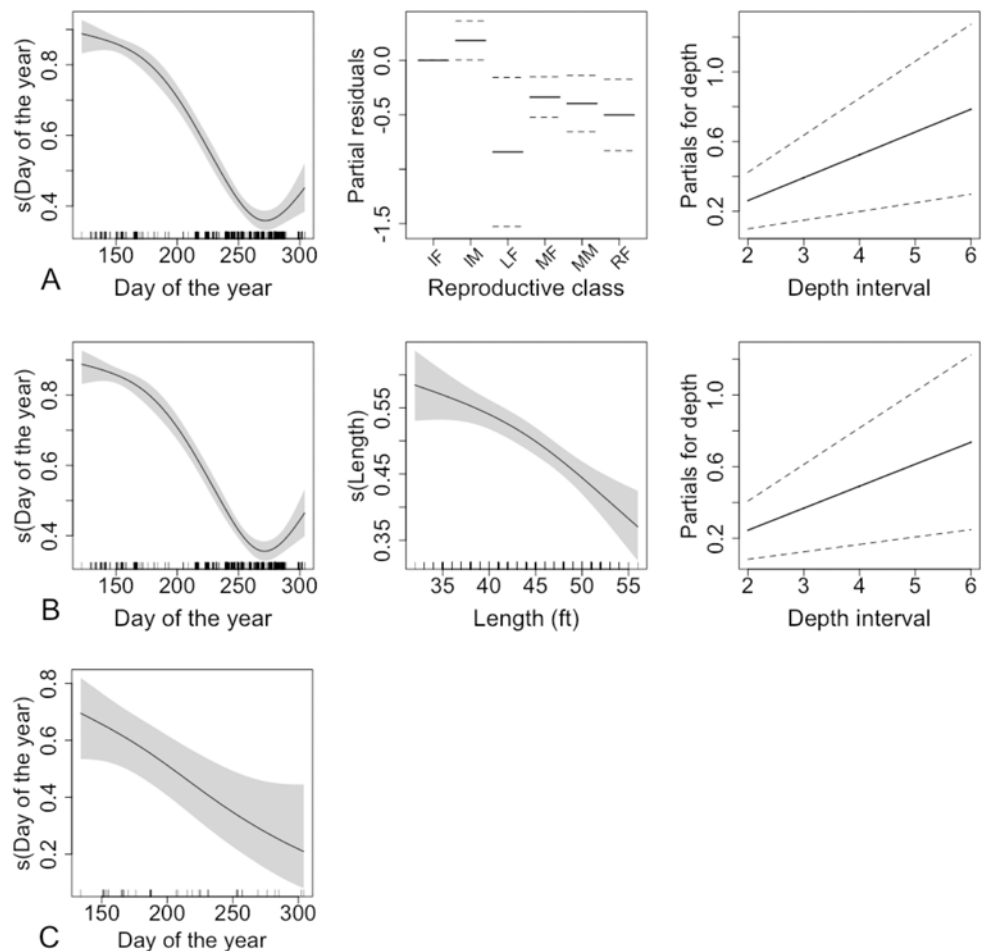 s(Day of the year)
0.4 0.6 0.8
150 200 250 300
Day of the year
A
Partial residuals
-1.5 -0.5 0.0
IF IM LF MF MM RF
Reproductive class
Partials for depth
0.2 0.6 1.0
2 3 4 5 6
Depth interval
s(Day of the year)
0.4 0.6 0.8
150 200 250 300
Day of the year
B
s(Length)
0.35 0.45 0.55
35 40 45 50 55
Length (ft)
Partials for depth
0.2 0.6 1.0
2 3 4 5 6
Depth interval
s(Day of the year)
0.2 0.4 0.6 0.8
150 200 250 300
Day of the year
C